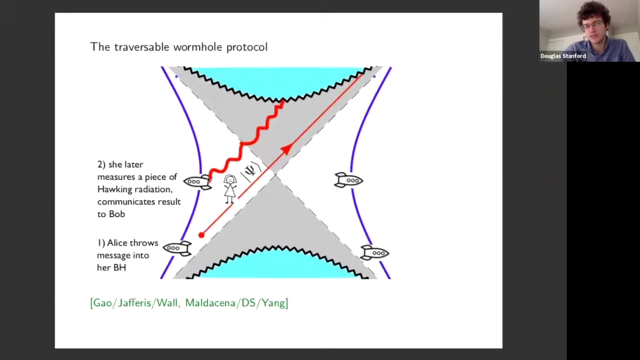 The traversable wormhole protocol
Douglas Stanford
2) she later
measures a piece of
Hawking radiation,
communicates result
to Bob
|Ψ⟩
1) Alice throws
message into
her BH
[Gao/Jafferis/Wall, Maldacena/DS/Yang]